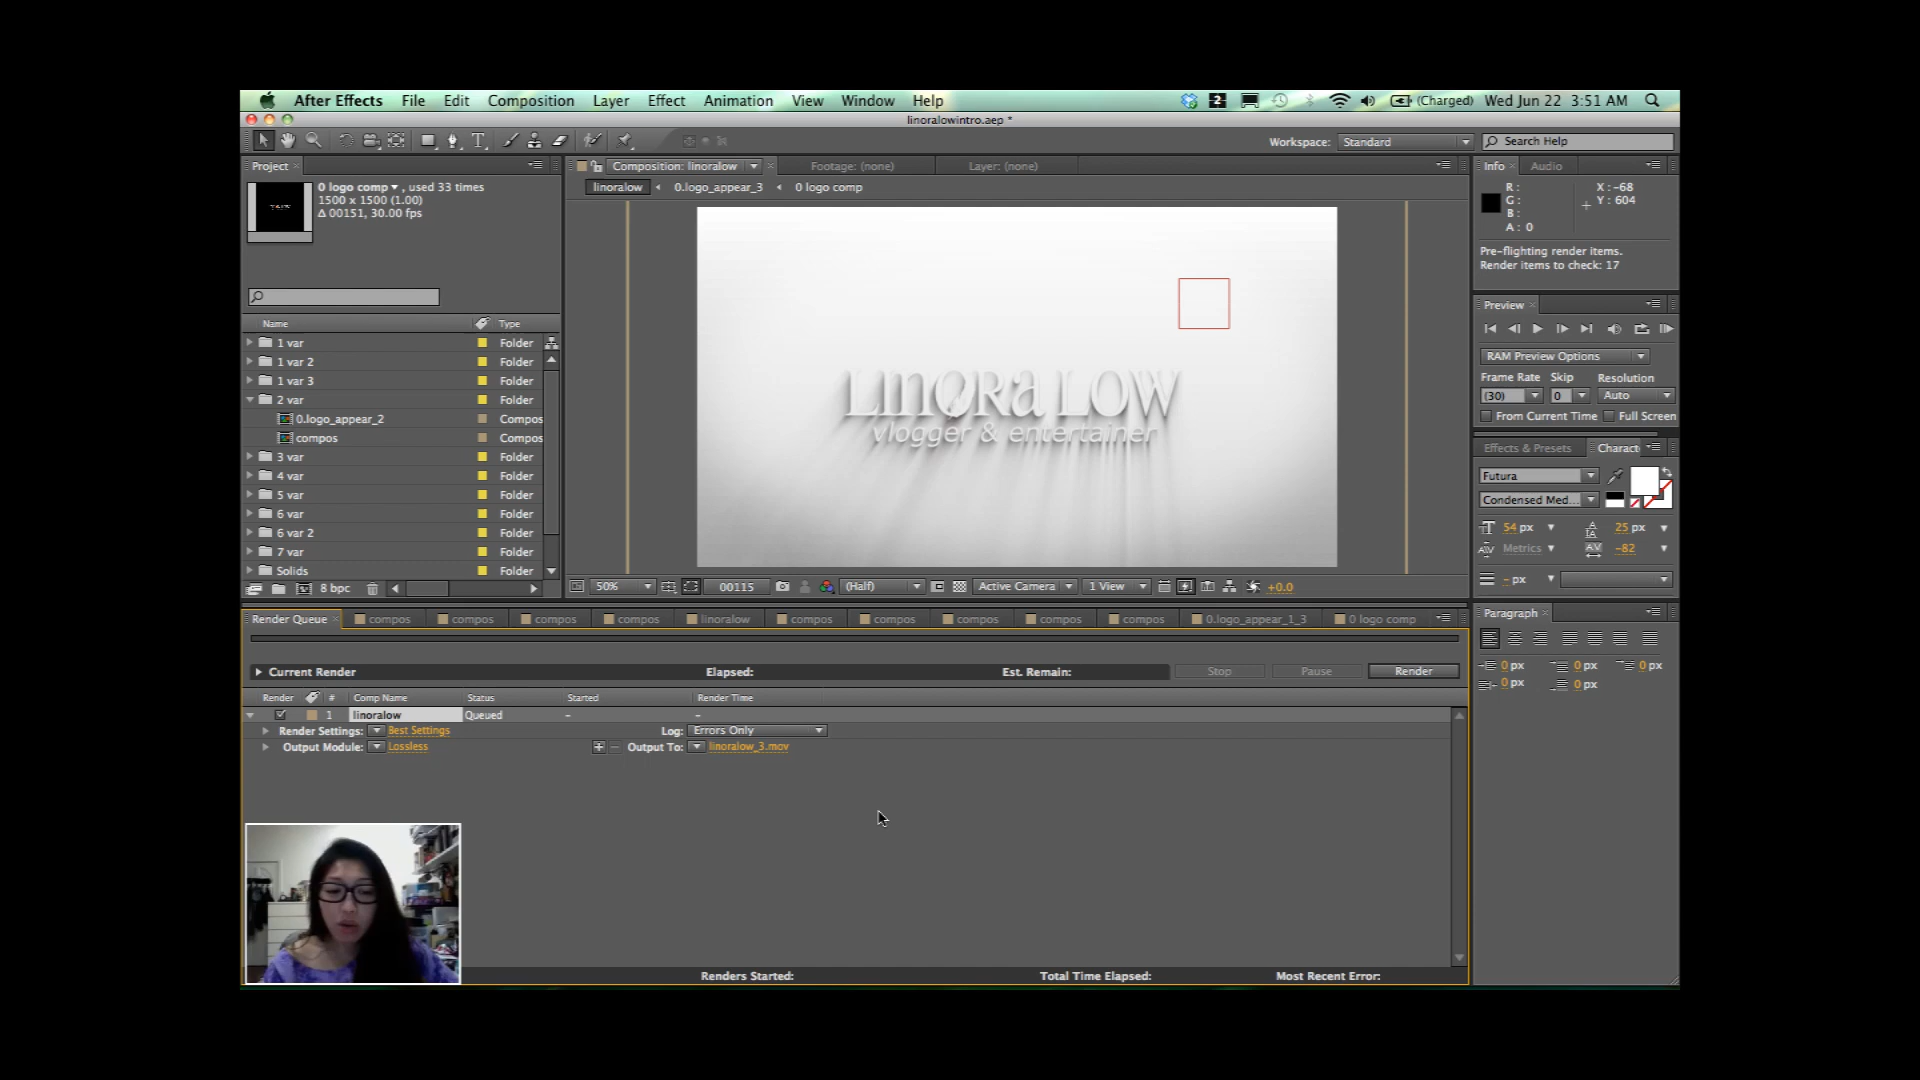 After Effects File Edit Composition Layer Effect Animation View Window Help (Charged) Wed Jun 22 3:51 AM
linoralowintro.aep *
Workspace: Standard Search Help
Project
0 logo comp , used 33 times
1500 x 1500 (1.00)
Δ 00151, 30.00 fps
Name Type
1 var Folder
1 var 2 Folder
1 var 3 Folder
2 var Folder
0.logo_appear_2 Compos
compos Compos
3 var Folder
4 var Folder
5 var Folder
6 var Folder
6 var 2 Folder
7 var Folder
Solids Folder
8 bpc
Composition: linoralow Footage: (none) Layer: (none)
linoralow 0.logo_appear_3 0 logo comp
LINORA LOW
vlogger & entertainer
50% 00115 (Half) Active Camera 1 View +0.0
Info Audio
R : X : -68
G : Y : 604
B :
A : 0
Pre-flighting render items.
Render items to check: 17
Preview
RAM Preview Options
Frame Rate Skip Resolution
(30) 0 Auto
From Current Time Full Screen
Effects & Presets Charact
Futura
Condensed Med...
54 px 25 px
Metrics -82
- px
Paragraph
0 px 0 px 0 px
0 px 0 px
Render Queue compos compos compos compos linoralow compos compos compos compos compos 0.logo_appear_1_3 0 logo comp
Current Render Elapsed: Est. Remain: Stop Pause Render
Render # Comp Name Status Started Render Time
1 linoralow Queued - -
Render Settings: Best Settings Log: Errors Only
Output Module: Lossless Output To: linoralow_3.mov
Renders Started: Total Time Elapsed: Most Recent Error: